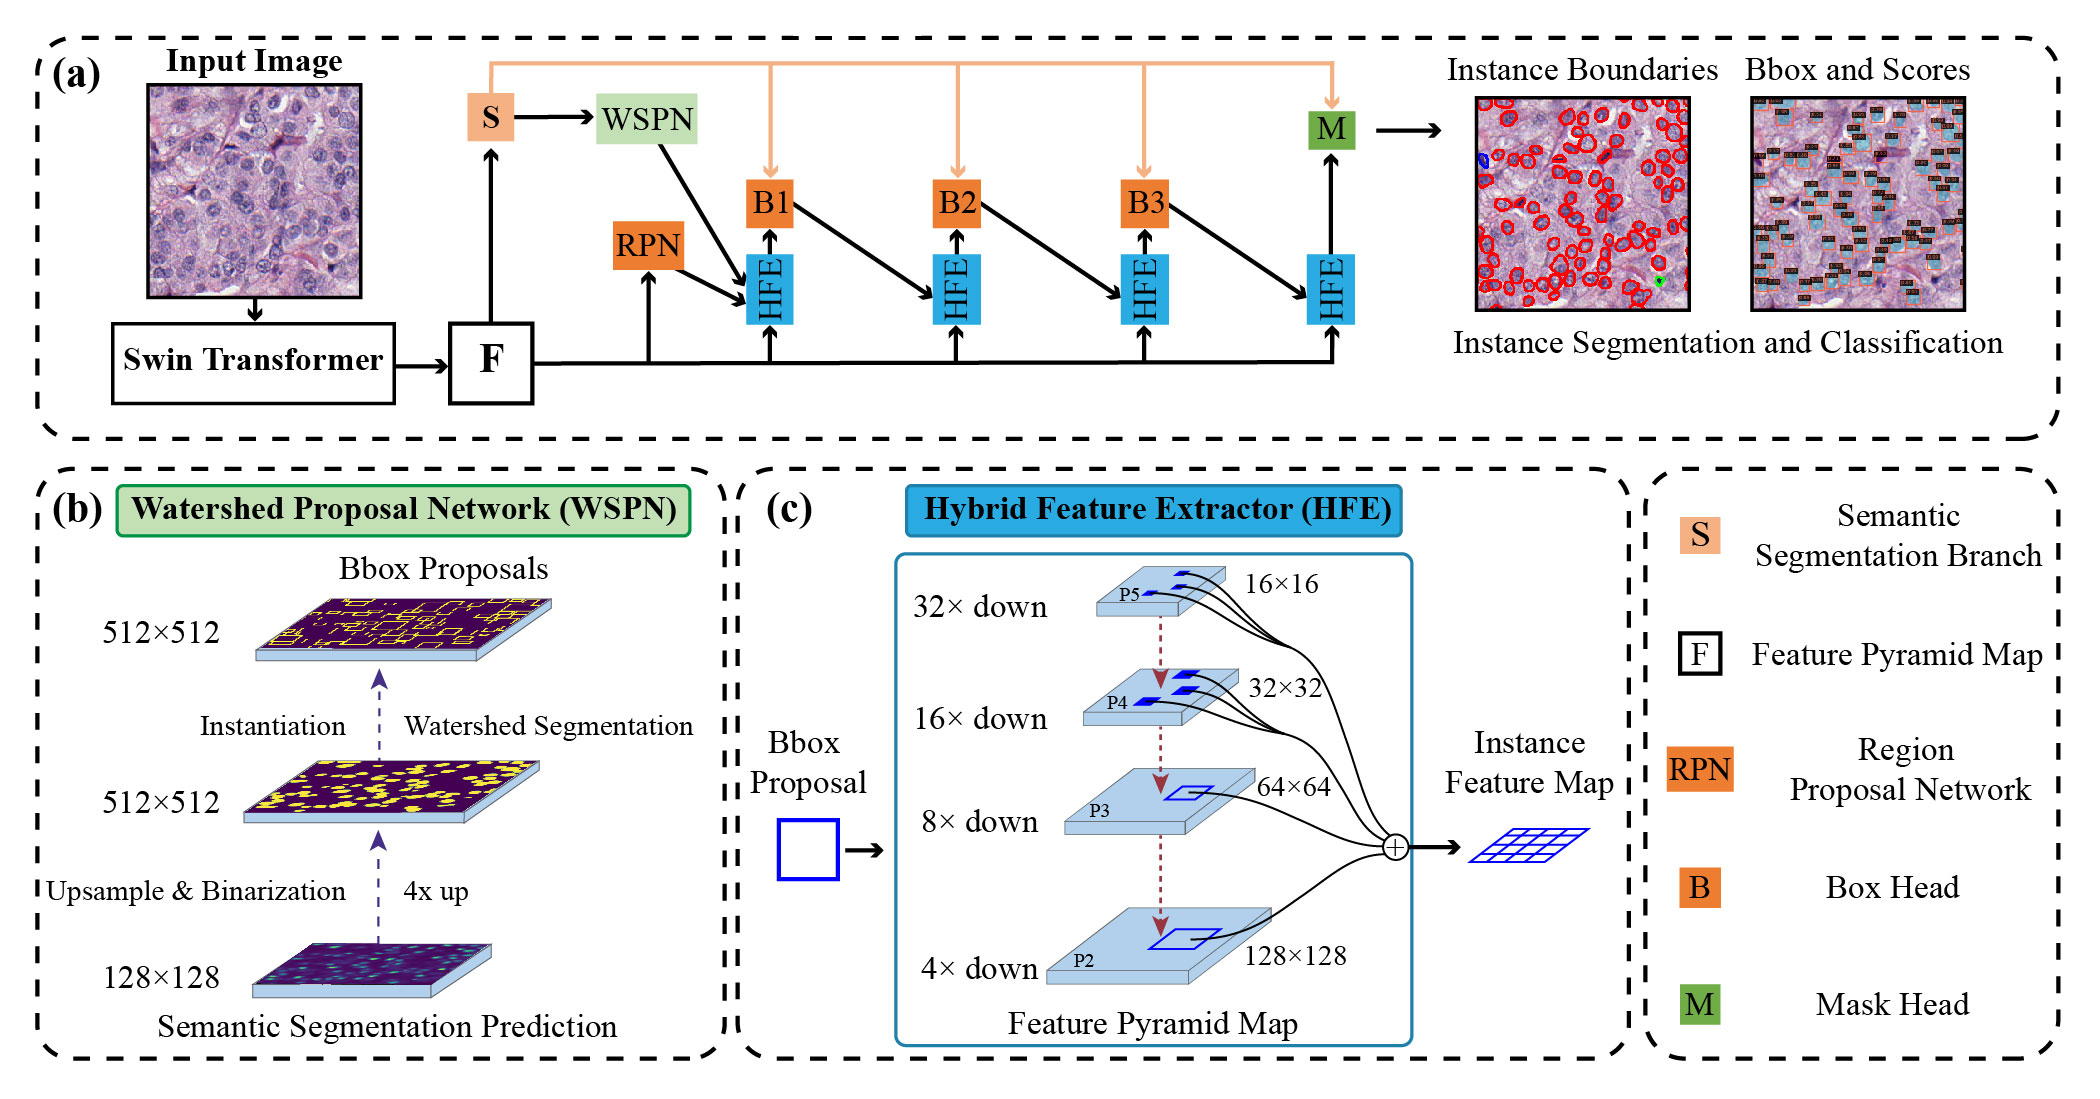 (a)
Input Image
Swin Transformer
F
S
WSPN
RPN
HFE
B1
HFE
B2
HFE
B3
HFE
M
Instance Boundaries
Bbox and Scores
Instance Segmentation and Classification
(b)
Watershed Proposal Network (WSPN)
Bbox Proposals
512×512
Instantiation
Watershed Segmentation
512×512
Upsample & Binarization
4x up
128×128
Semantic Segmentation Prediction
(c)
Hybrid Feature Extractor (HFE)
Bbox
Proposal
32× down
P5
16×16
16× down
P4
32×32
8× down
P3
64×64
4× down
P2
128×128
Feature Pyramid Map
+
Instance
Feature Map
S
Semantic
Segmentation Branch
F
Feature Pyramid Map
RPN
Region
Proposal Network
B
Box Head
M
Mask Head